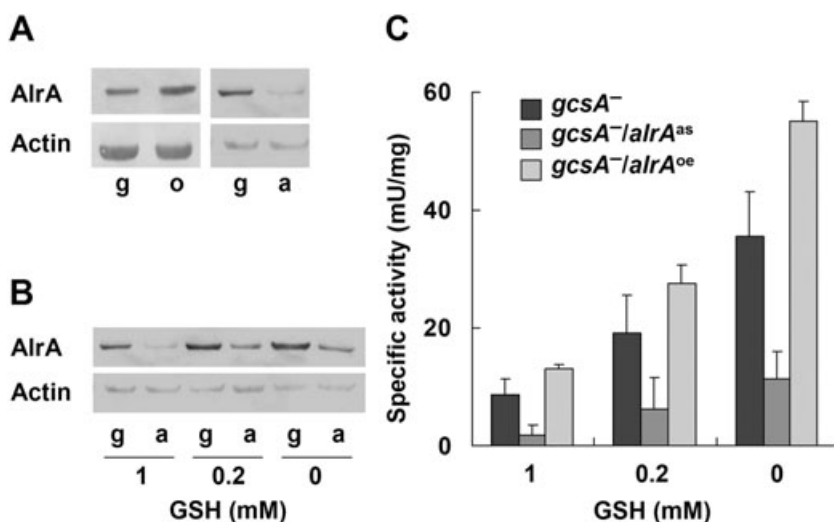 A
AlrA
Actin
g o g a
B
AlrA
Actin
g a g a g a
1 0.2 0
GSH (mM)
C
Specific activity (mU/mg)
60
40
20
0
gcsA–
gcsA–/alrAas
gcsA–/alrAoe
1 0.2 0
GSH (mM)